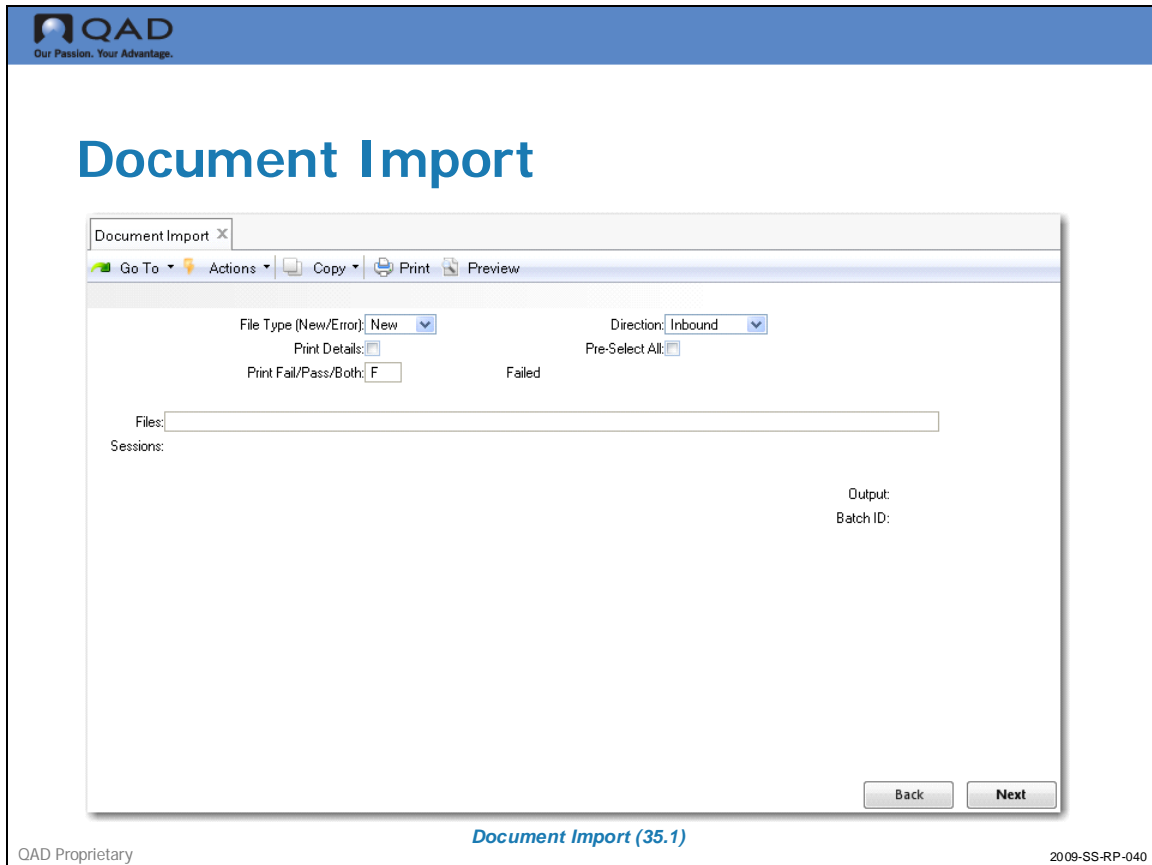 QAD
Our Passion. Your Advantage.
Document Import
Document Import
Go To Actions Copy Print Preview
File Type (New/Error): New Direction: Inbound
Print Details: Pre-Select All:
Print Fail/Pass/Both: F Failed
Files:
Sessions:
Output:
Batch ID:
Back Next
Document Import (35.1)
QAD Proprietary 2009-SS-RP-040